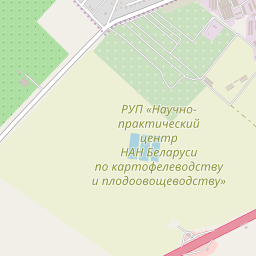 РУП «Научно-
практический
центр
НАН Беларуси
по картофелеводству
и плодоовощеводству»